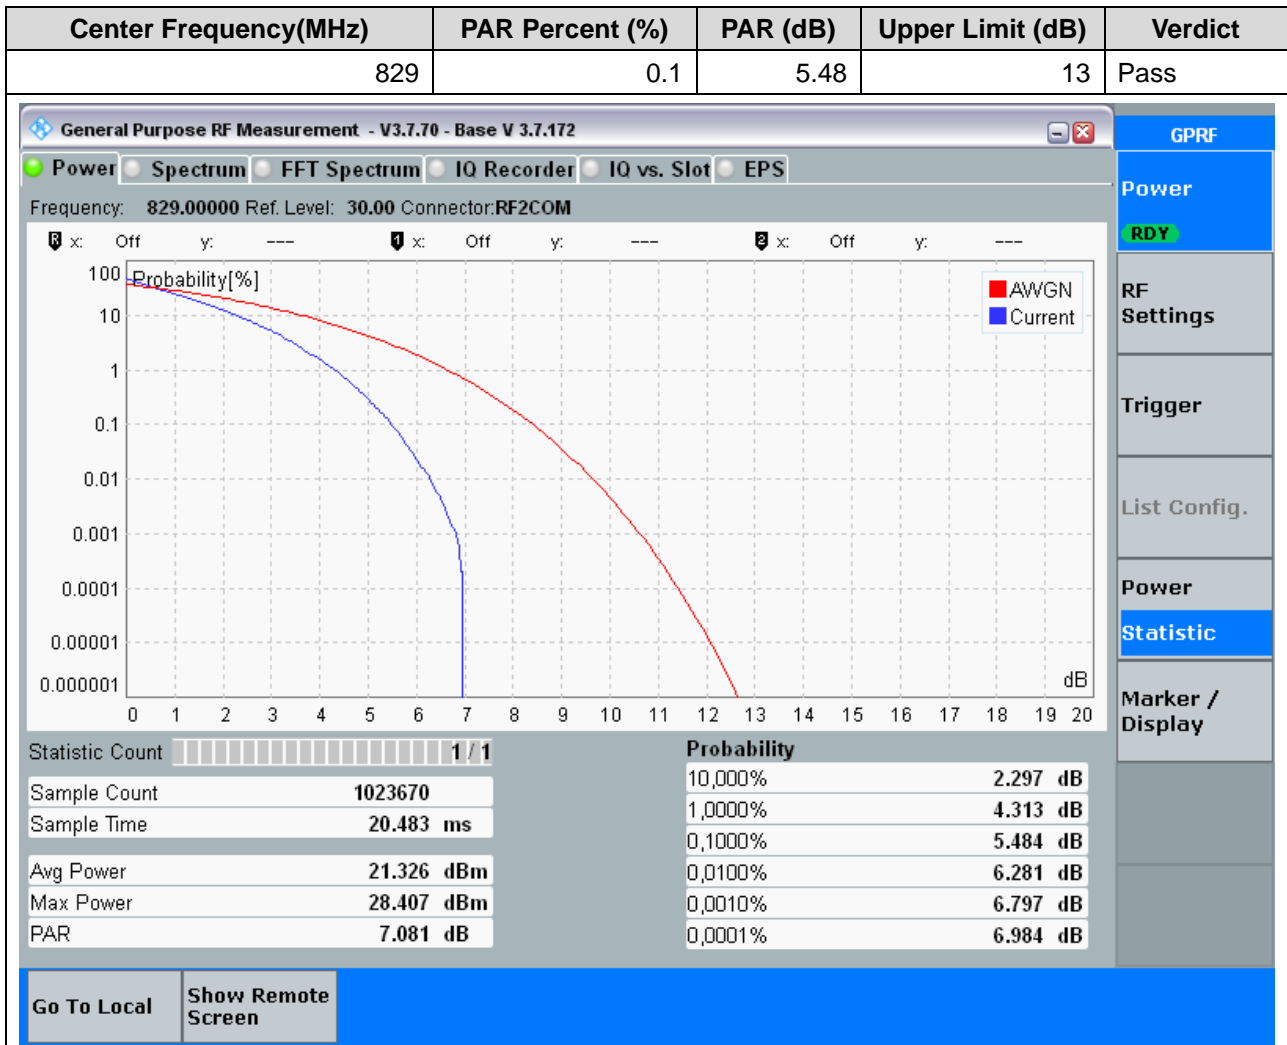 Center Frequency(MHz) PAR Percent (%) PAR (dB) Upper Limit (dB) Verdict
829 0.1 5.48 13 Pass
General Purpose RF Measurement - V3.7.70 - Base V 3.7.172
GPRF
Power Spectrum FFT Spectrum IQ Recorder IQ vs. Slot EPS
Power
RDY
Frequency: 829.00000 Ref. Level: 30.00 Connector:RF2COM
R x: Off y: --- 1 x: Off y: --- 2 x: Off y: ---
Probability[%]
100
10
1
0.1
0.01
0.001
0.0001
0.00001
0.000001
AWGN
Current
dB
0 1 2 3 4 5 6 7 8 9 10 11 12 13 14 15 16 17 18 19 20
RF
Settings
Trigger
List Config.
Power
Statistic
Marker /
Display
Statistic Count 1 / 1
Sample Count 1023670
Sample Time 20.483 ms
Avg Power 21.326 dBm
Max Power 28.407 dBm
PAR 7.081 dB
Probability
10,000% 2.297 dB
1,0000% 4.313 dB
0,1000% 5.484 dB
0,0100% 6.281 dB
0,0010% 6.797 dB
0,0001% 6.984 dB
Go To Local
Show Remote
Screen